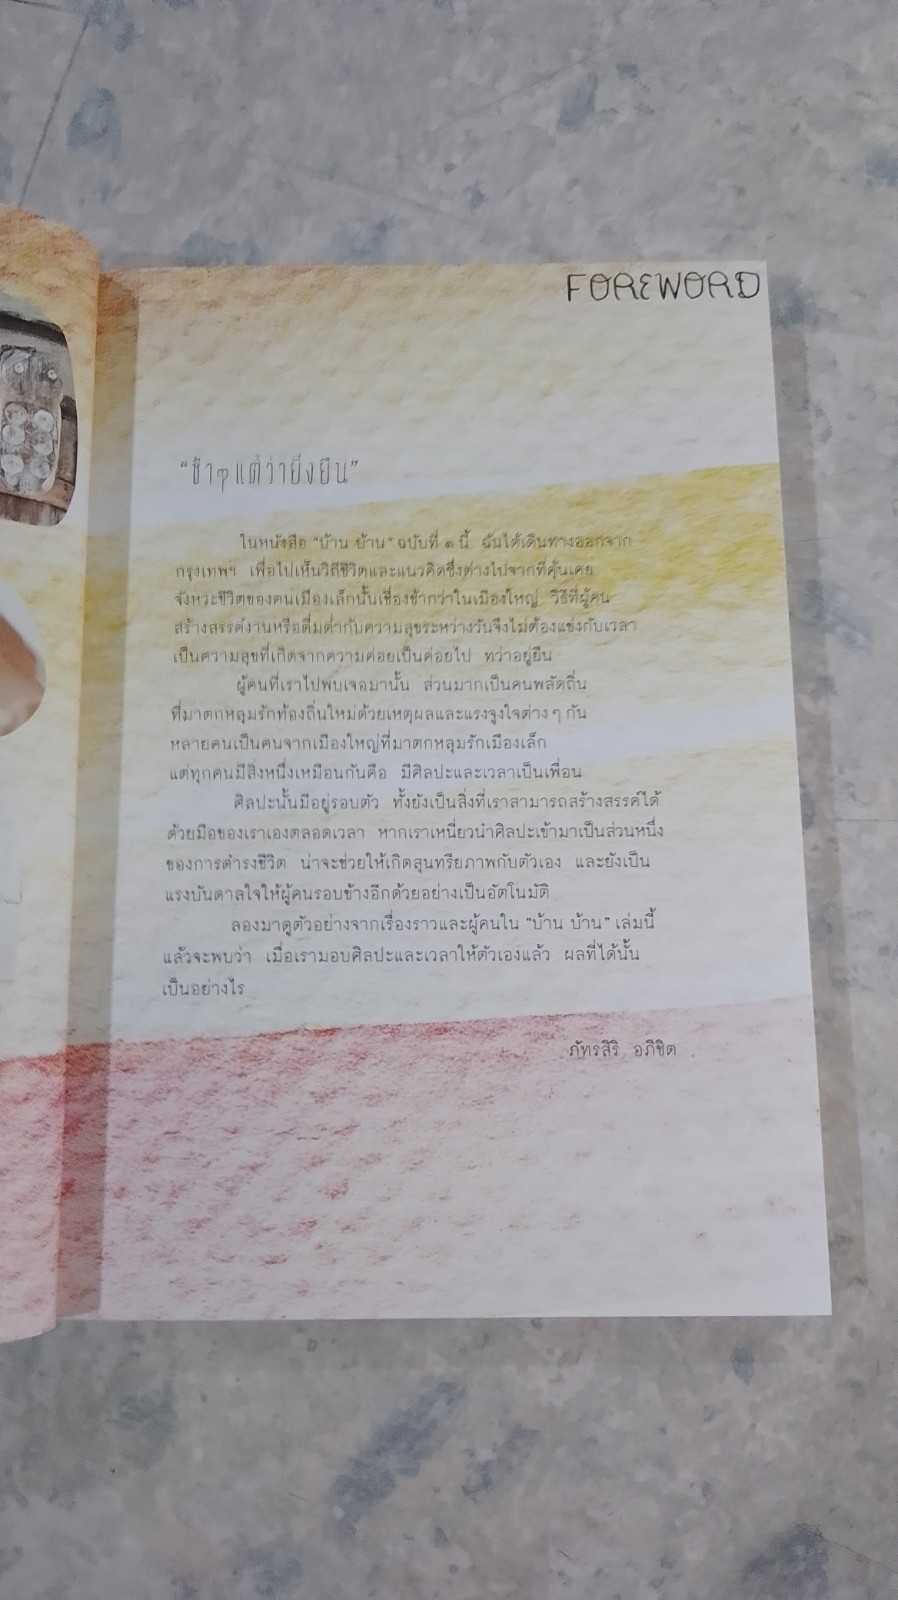 FOREWORD
“ช้าๆ แต่ว่ายั่งยืน”
ในหนังสือ “บ้าน บ้าน” ฉบับที่ ๑ นี้ ฉันได้เดินทางออกจาก
กรุงเทพฯ เพื่อไปเห็นวิถีชีวิตและแนวคิดซึ่งต่างไปจากที่คุ้นเคย
จังหวะชีวิตของคนเมืองเล็กนั้นเชื่องช้ากว่าในเมืองใหญ่ วิธีที่ผู้คน
สร้างสรรค์งานหรือดื่มด่ำกับความสุขระหว่างวันจึงไม่ต้องแข่งกับเวลา
เป็นความสุขที่เกิดจากความค่อยเป็นค่อยไป ทว่าอยู่ยืน
ผู้คนที่เราไปพบเจอมานั้น ส่วนมากเป็นคนพลัดถิ่น
ที่มาตกหลุมรักท้องถิ่นใหม่ด้วยเหตุผลและแรงจูงใจต่าง ๆ กัน
หลายคนเป็นคนจากเมืองใหญ่ที่มาตกหลุมรักเมืองเล็ก
แต่ทุกคนมีสิ่งหนึ่งเหมือนกันคือ มีศิลปะและเวลาเป็นเพื่อน
ศิลปะนั้นมีอยู่รอบตัว ทั้งยังเป็นสิ่งที่เราสามารถสร้างสรรค์ได้
ด้วยมือของเราเองตลอดเวลา หากเราเหนี่ยวนำศิลปะเข้ามาเป็นส่วนหนึ่ง
ของการดำรงชีวิต น่าจะช่วยให้เกิดสุนทรียภาพกับตัวเอง และยังเป็น
แรงบันดาลใจให้ผู้คนรอบข้างอีกด้วยอย่างเป็นอัตโนมัติ
ลองมาดูตัวอย่างจากเรื่องราวและผู้คนใน “บ้าน บ้าน” เล่มนี้
แล้วจะพบว่า เมื่อเรามอบศิลปะและเวลาให้ตัวเองแล้ว ผลที่ได้นั้น
เป็นอย่างไร
ภัทรสิริ อภิชิต